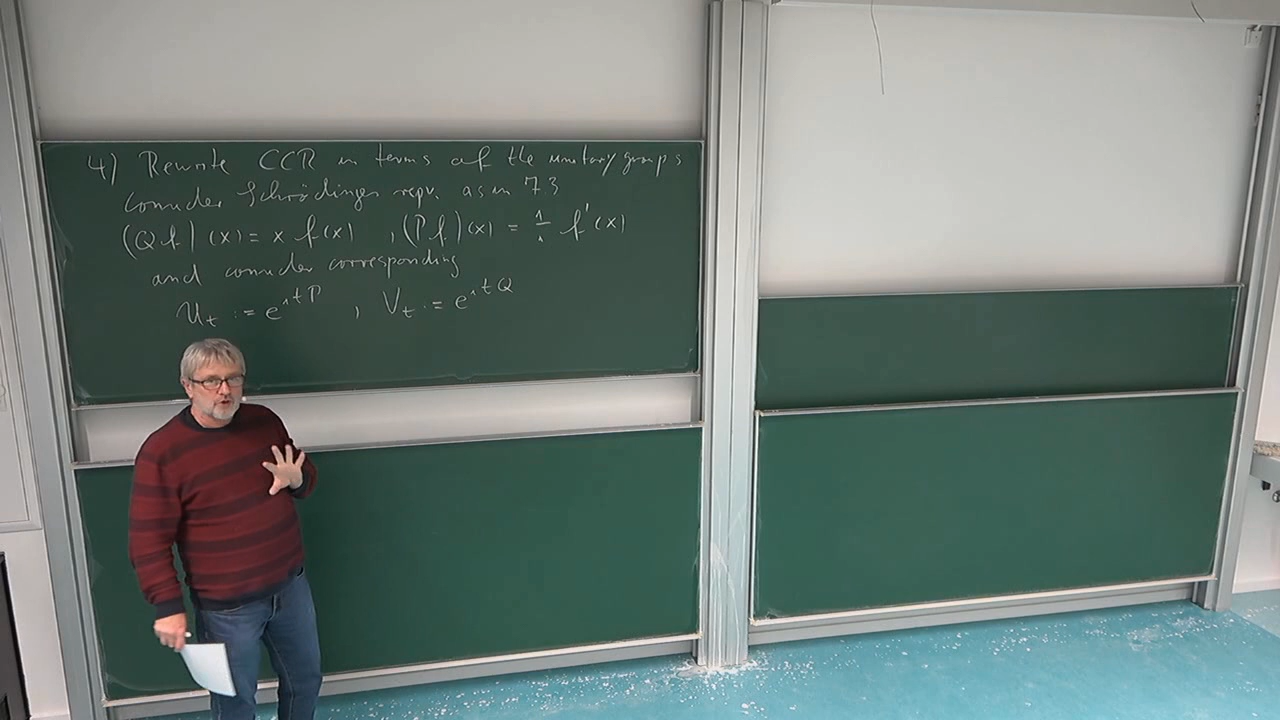 4) Rewrite CCR in terms of the unitary groups
consider Schrödinger repr. as in 7.3
(Qf)(x) = x f(x) , (Pf)(x) = 1/i f'(x)
and consider corresponding
U_t := e^{itP} , V_t := e^{itQ}